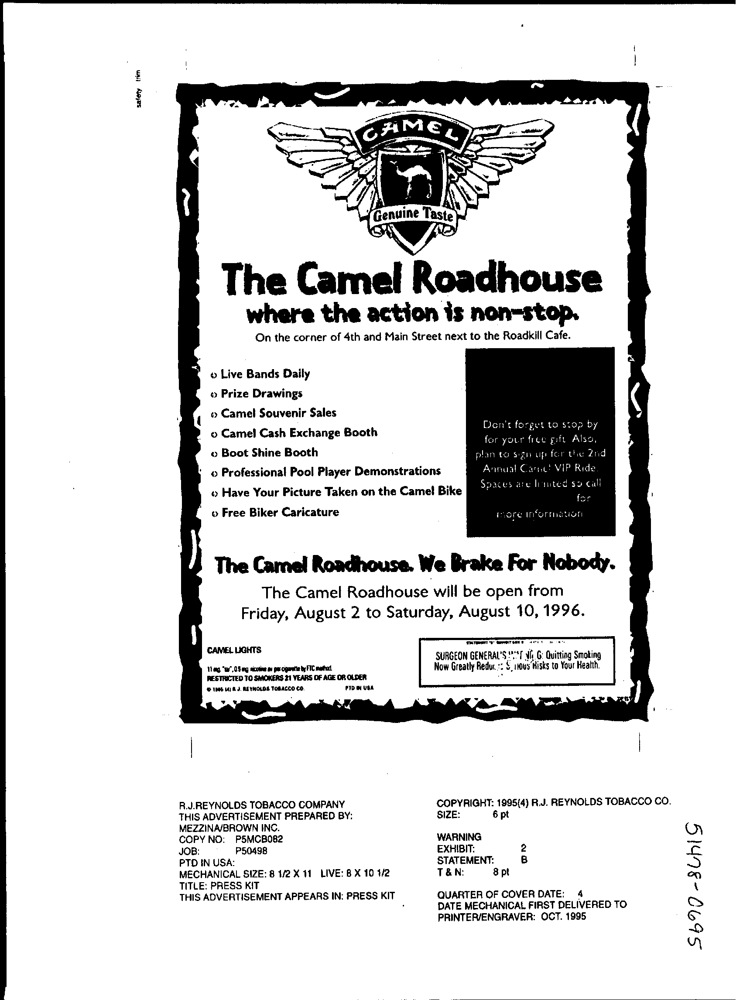 safety trim
CAMEL
Genuine Taste
The Camel Roadhouse
where the action is non-stop.
On the corner of 4th and Main Street next to the Roadkill Cafe.
Live Bands Daily
Prize Drawings
Camel Souvenir Sales
Camel Cash Exchange Booth
Boot Shine Booth
Professional Pool Player Demonstrations
Have Your Picture Taken on the Camel Bike
Free Biker Caricature
Don't forget to stop by
for your free gift. Also,
plan to sign up for the 2nd
Annual Camel VIP Ride.
Spaces are limited so call
for
more information
The Camel Roadhouse. We Brake For Nobody.
The Camel Roadhouse will be open from
Friday, August 2 to Saturday, August 10, 1996.
CAMEL LIGHTS
11 mg. "tar", 0.9 mg. nicotine av. per cigarette by FTC method.
RESTRICTED TO SMOKERS 21 YEARS OF AGE OR OLDER
R.J. REYNOLDS TOBACCO CO. PTD IN USA
SURGEON GENERAL'S WARNING: Quitting Smoking
Now Greatly Reduces Serious Risks to Your Health.
R.J.REYNOLDS TOBACCO COMPANY
THIS ADVERTISEMENT PREPARED BY:
MEZZINA/BROWN INC.
COPY NO: P5MCB082
JOB: P50498
PTD IN USA:
MECHANICAL SIZE: 8 1/2 X 11 LIVE: 8 X 10 1/2
TITLE: PRESS KIT
THIS ADVERTISEMENT APPEARS IN: PRESS KIT
COPYRIGHT: 1995(4) R.J. REYNOLDS TOBACCO CO.
SIZE: 6 pt
WARNING
EXHIBIT: 2
STATEMENT: B
T & N: 8 pt
QUARTER OF COVER DATE: 4
DATE MECHANICAL FIRST DELIVERED TO
PRINTER/ENGRAVER: OCT. 1995
51478-0695